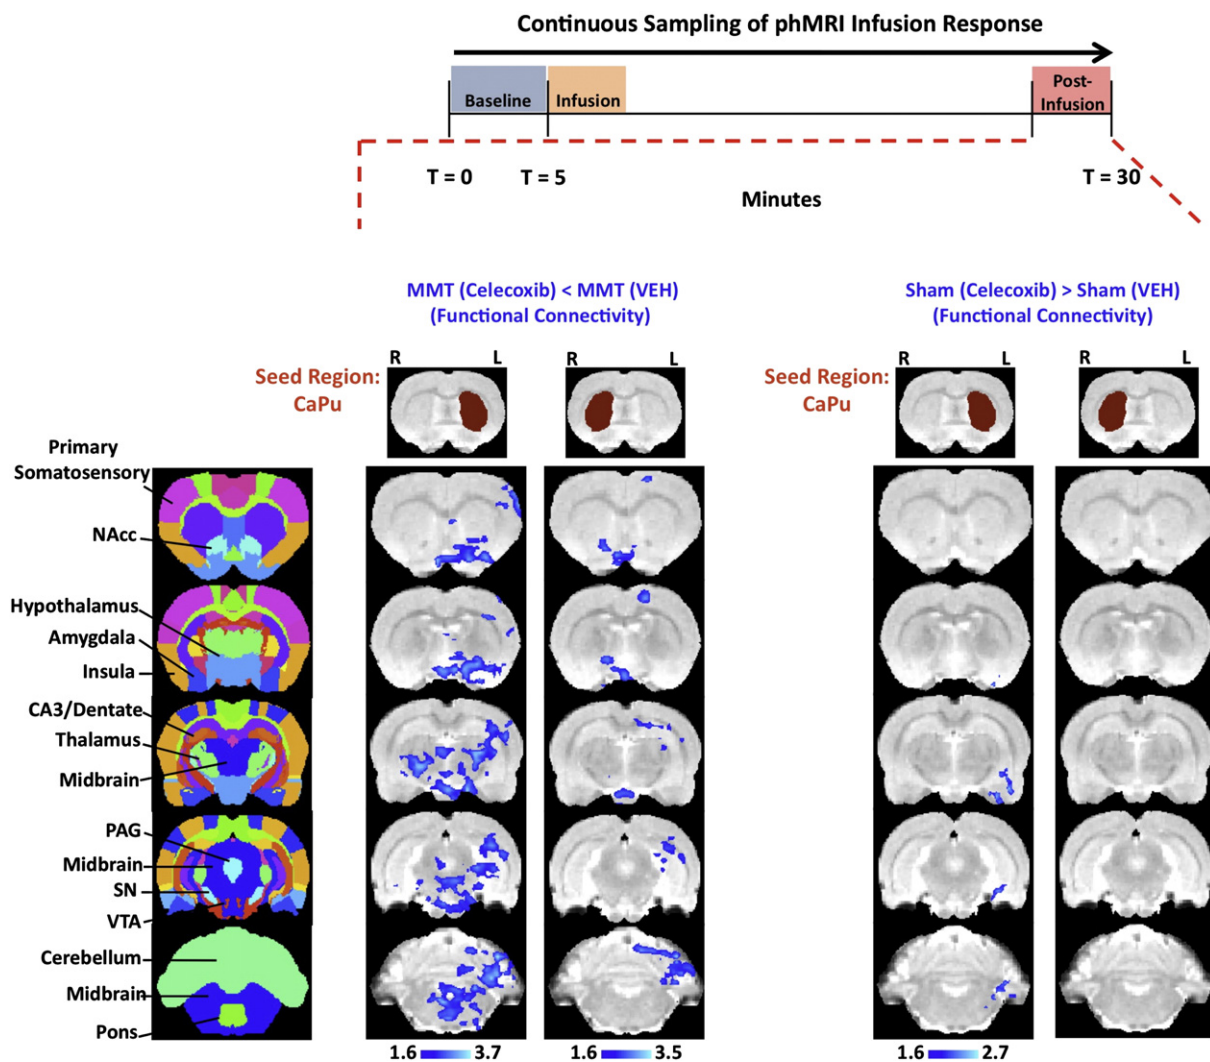 Continuous Sampling of phMRI Infusion Response
Baseline
Infusion
Post-
Infusion
T = 0
T = 5
T = 30
Minutes
MMT (Celecoxib) < MMT (VEH)
(Functional Connectivity)
Sham (Celecoxib) > Sham (VEH)
(Functional Connectivity)
R L
R L
R L
R L
Seed Region:
CaPu
Seed Region:
CaPu
Primary
Somatosensory
NAcc
Hypothalamus
Amygdala
Insula
CA3/Dentate
Thalamus
Midbrain
PAG
Midbrain
SN
VTA
Cerebellum
Midbrain
Pons
1.6 3.7
1.6 3.5
1.6 2.7